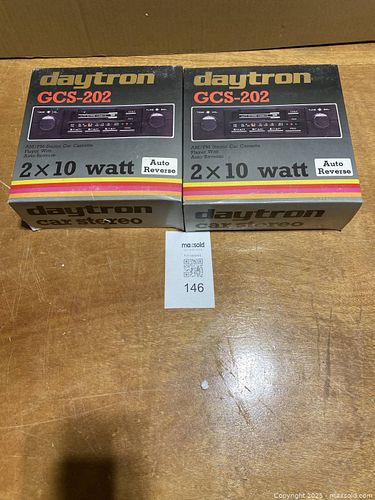 daytron
GCS-202
AM/FM Stereo Car Cassette
Player With
Auto Reverse
2×10 watt
Auto
Reverse
daytron
car stereo
daytron
GCS-202
AM/FM Stereo Car Cassette
Player With
Auto-Reverse
2×10 watt
Auto
Reverse
daytron
car stereo
maxsold
146
Copyright © 2025 - maxsold.com